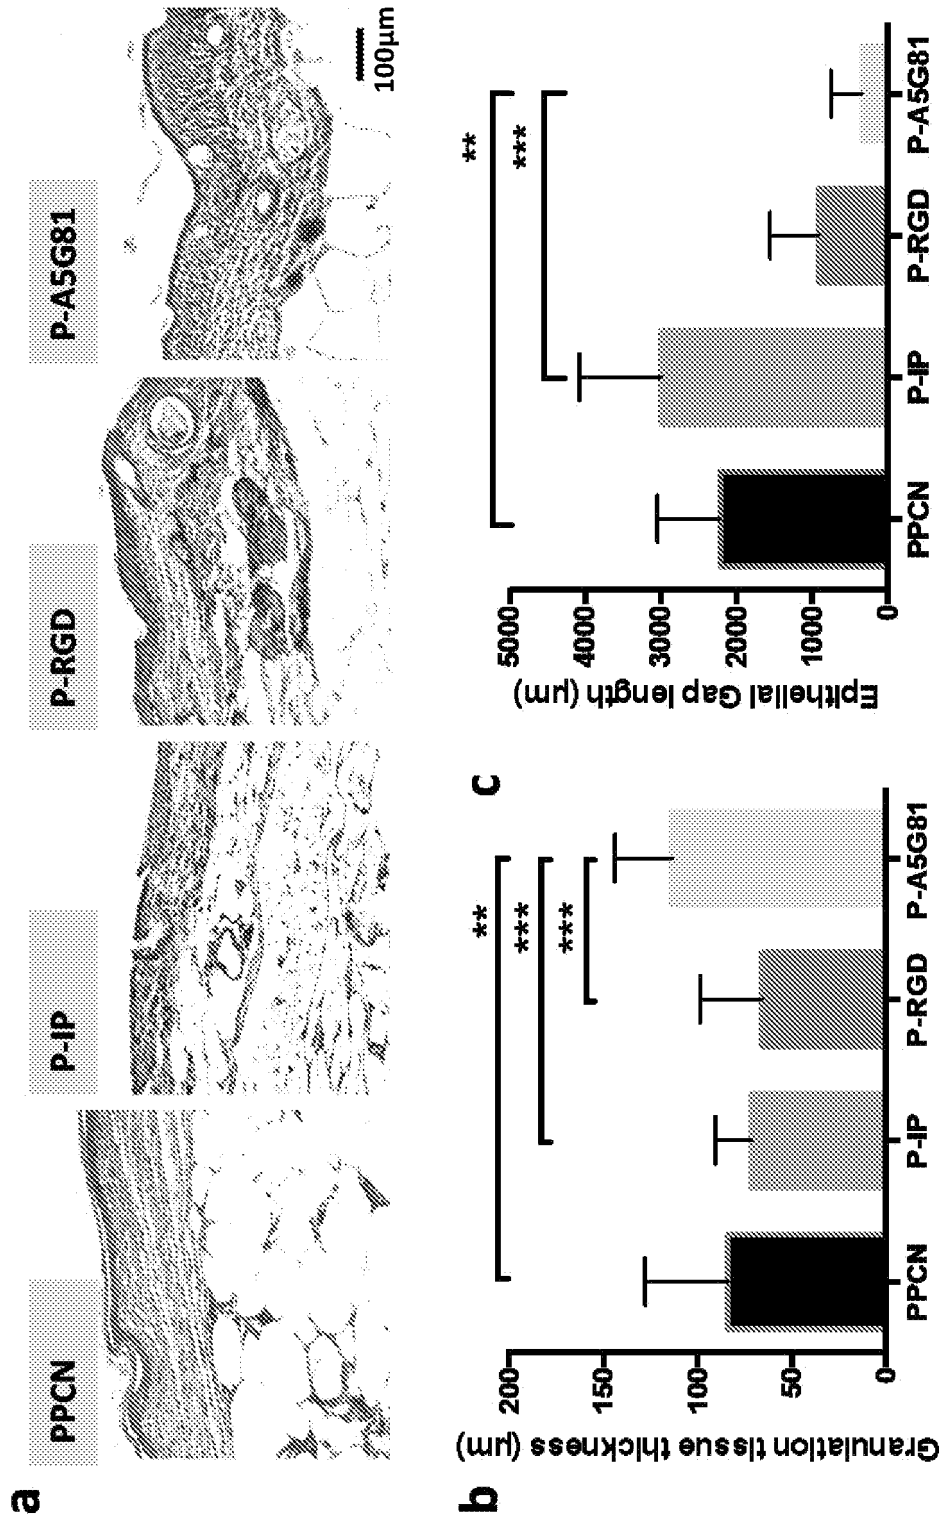 a
PPCN
P-IP
P-RGD
P-A5G81
100μm
b
Granulation tissue thickness (μm)
200
150
100
50
0
**
***
***
PPCN
P-IP
P-RGD
P-A5G81
c
Epithelial Gap length (μm)
5000
4000
3000
2000
1000
0
**
***
PPCN
P-IP
P-RGD
P-A5G81